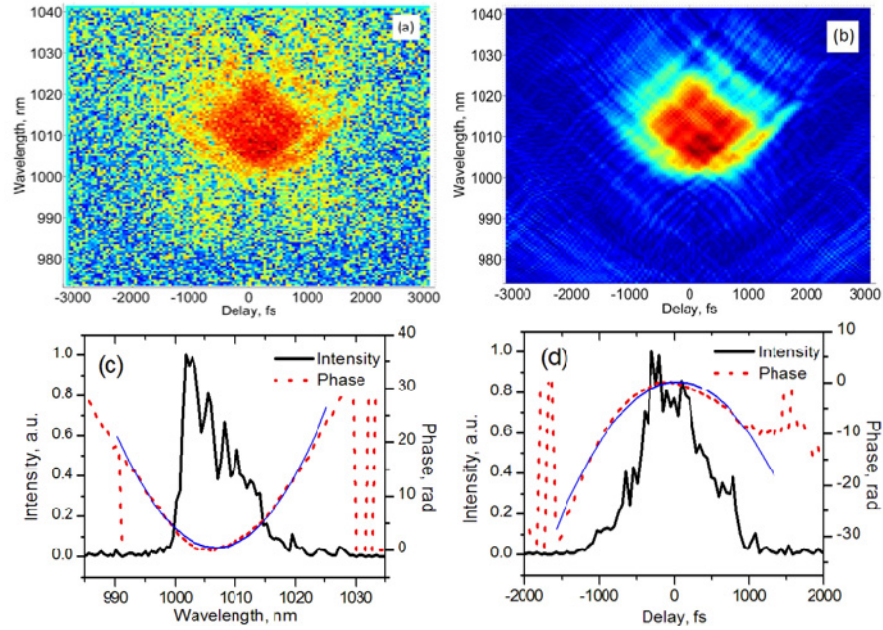 1040
1030
1020
1010
1000
990
980
Wavelength, nm
(a)
-3000 -2000 -1000 0 1000 2000 3000
Delay, fs
1040
1030
1020
1010
1000
990
980
Wavelength, nm
(b)
-3000 -2000 -1000 0 1000 2000 3000
Delay, fs
(c)
Intensity
Phase
1.0
0.8
0.6
0.4
0.2
0.0
Intensity, a.u.
40
30
20
10
0
Phase, rad
990 1000 1010 1020 1030
Wavelength, nm
(d)
Intensity
Phase
1.0
0.8
0.6
0.4
0.2
0.0
Intensity, a.u.
10
0
-10
-20
-30
Phase, rad
-2000 -1000 0 1000 2000
Delay, fs